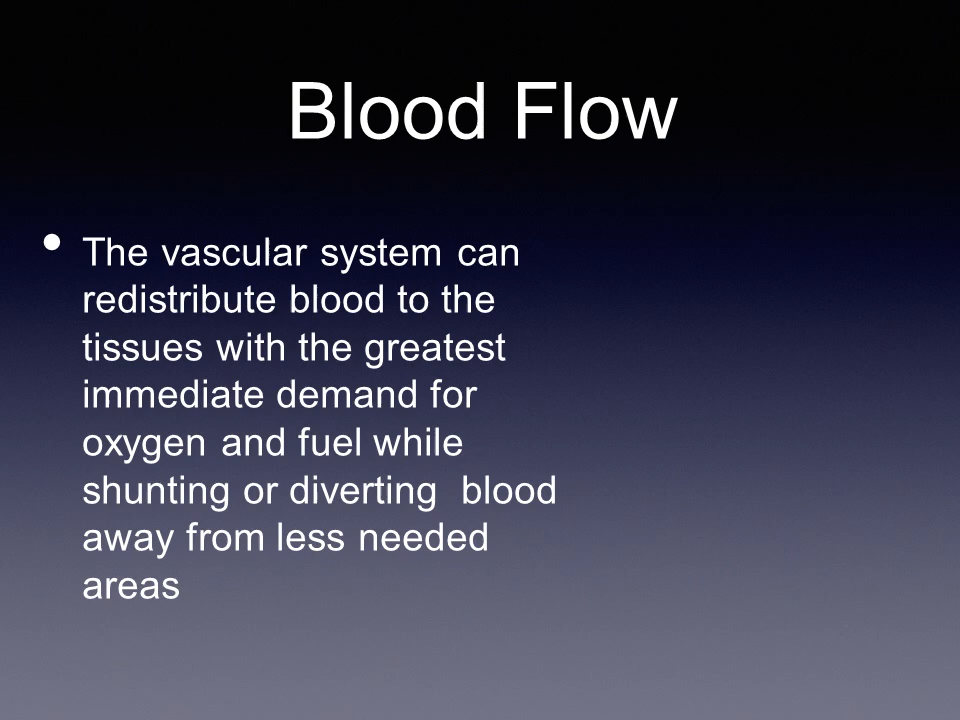 Blood Flow
• The vascular system can
redistribute blood to the
tissues with the greatest
immediate demand for
oxygen and fuel while
shunting or diverting  blood
away from less needed
areas